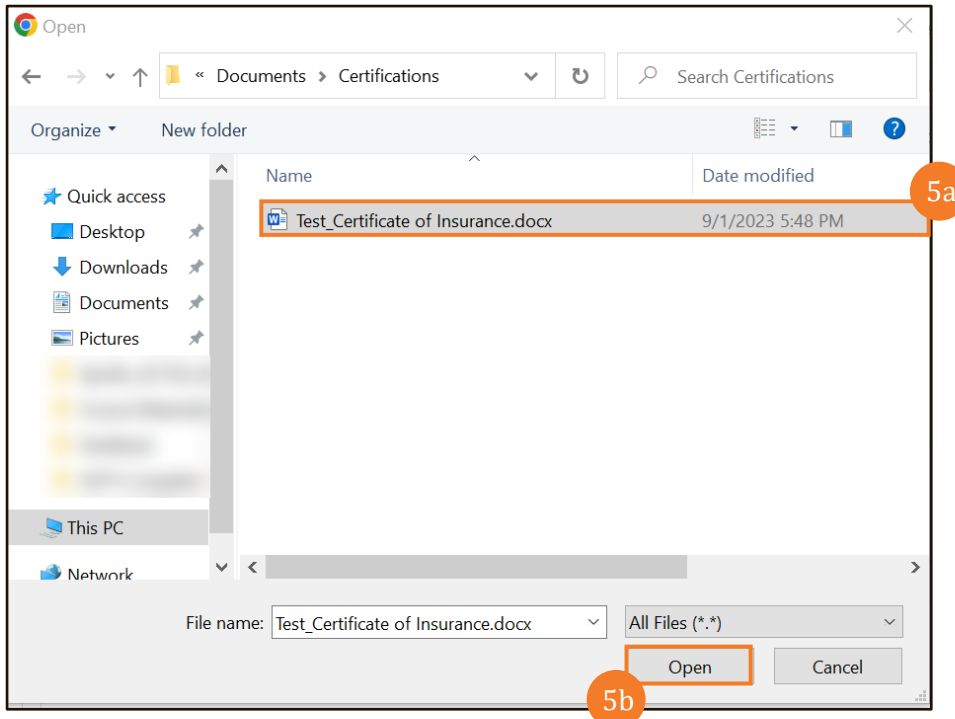 Open
« Documents > Certifications
Search Certifications
Organize
New folder
?
Name
Date modified
5a
Quick access
Test_Certificate of Insurance.docx
9/1/2023 5:48 PM
Desktop
Downloads
Documents
Pictures
This PC
Network
File name:
Test_Certificate of Insurance.docx
All Files (*.*)
Open
Cancel
5b